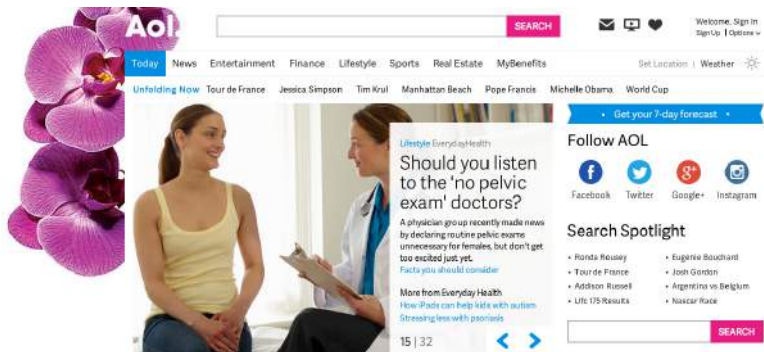 Aol.
SEARCH
Welcome, Sign In
Sign Up | Options
Today News Entertainment Finance Lifestyle Sports Real Estate MyBenefits
Set Location | Weather
Unfolding Now Tour de France Jessica Simpson Tim Krul Manhattan Beach Pope Francis Michelle Obama World Cup
• Get your 7-day forecast •
Lifestyle EverydayHealth
Should you listen
to the 'no pelvic
exam' doctors?
A physician group recently made news
by declaring routine pelvic exams
unnecessary for females, but don't get
too excited just yet.
Facts you should consider
More from Everyday Health
How iPads can help kids with autism
Stressing less with psoriasis
15 | 32
Follow AOL
Facebook Twitter Google+ Instagram
Search Spotlight
• Ronda Rousey
• Tour de France
• Addison Russell
• Ufc 175 Results
• Eugenie Bouchard
• Josh Gordon
• Argentina vs Belgium
• Nascar Race
SEARCH